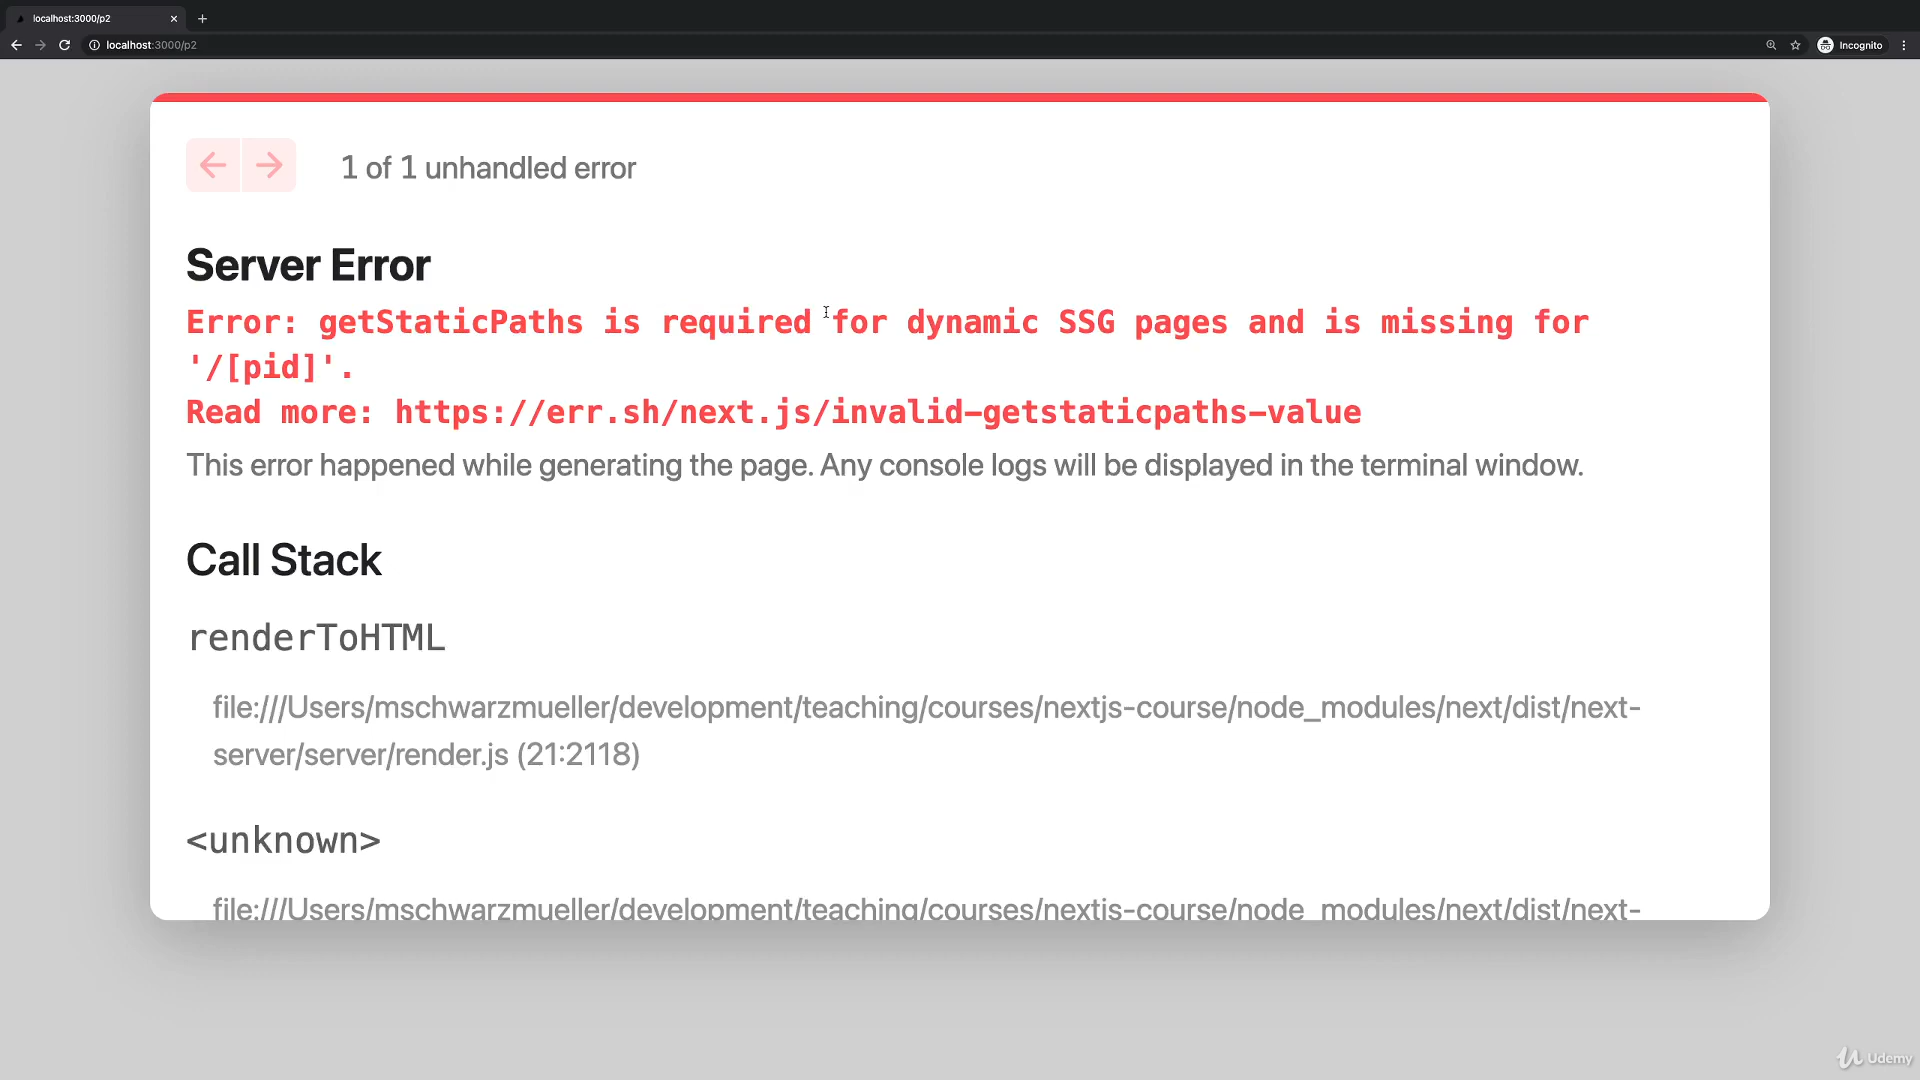 localhost:3000/p2
localhost:3000/p2
Incognito
1 of 1 unhandled error
Server Error
Error: getStaticPaths is required for dynamic SSG pages and is missing for
'/[pid]'.
Read more: https://err.sh/next.js/invalid-getstaticpaths-value
This error happened while generating the page. Any console logs will be displayed in the terminal window.
Call Stack
renderToHTML
file:///Users/mschwarzmueller/development/teaching/courses/nextjs-course/node_modules/next/dist/next-
server/server/render.js (21:2118)
<unknown>
file:///Users/mschwarzmueller/development/teaching/courses/nextjs-course/node_modules/next/dist/next-
Udemy